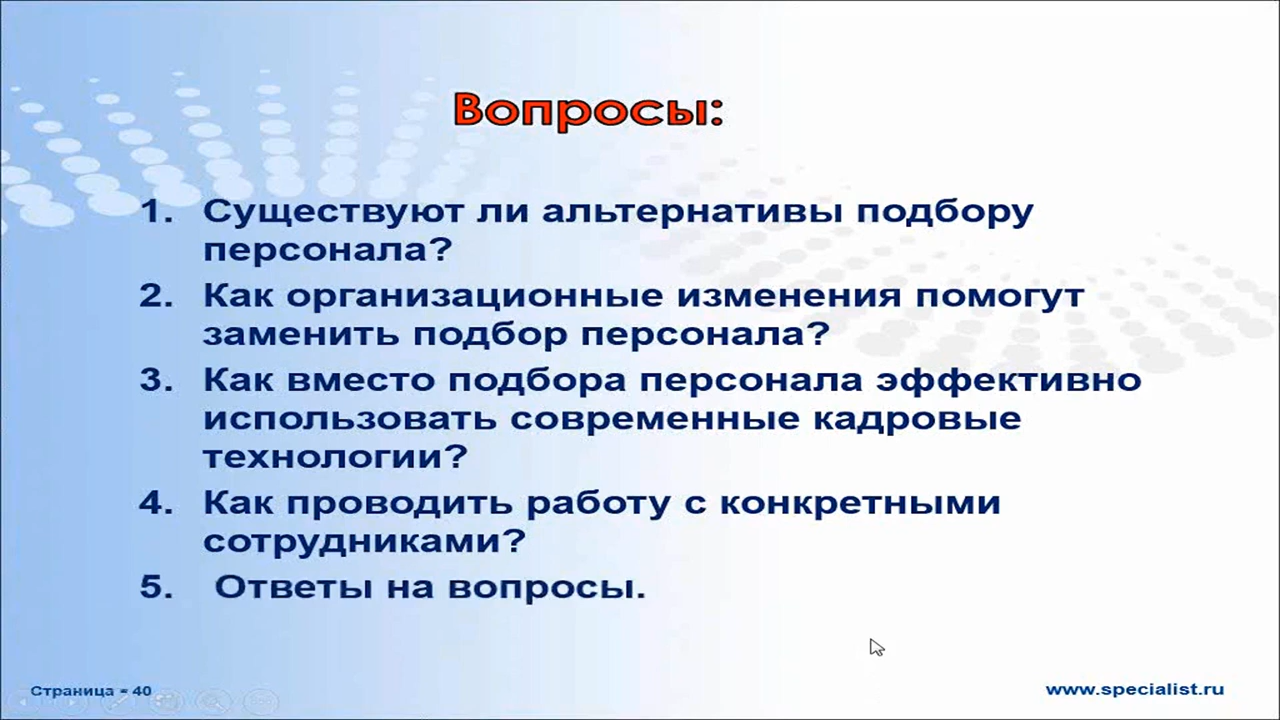 Вопросы:
1. Существуют ли альтернативы подбору
персонала?
2. Как организационные изменения помогут
заменить подбор персонала?
3. Как вместо подбора персонала эффективно
использовать современные кадровые
технологии?
4. Как проводить работу с конкретными
сотрудниками?
5. Ответы на вопросы.
Страница = 40
www.specialist.ru